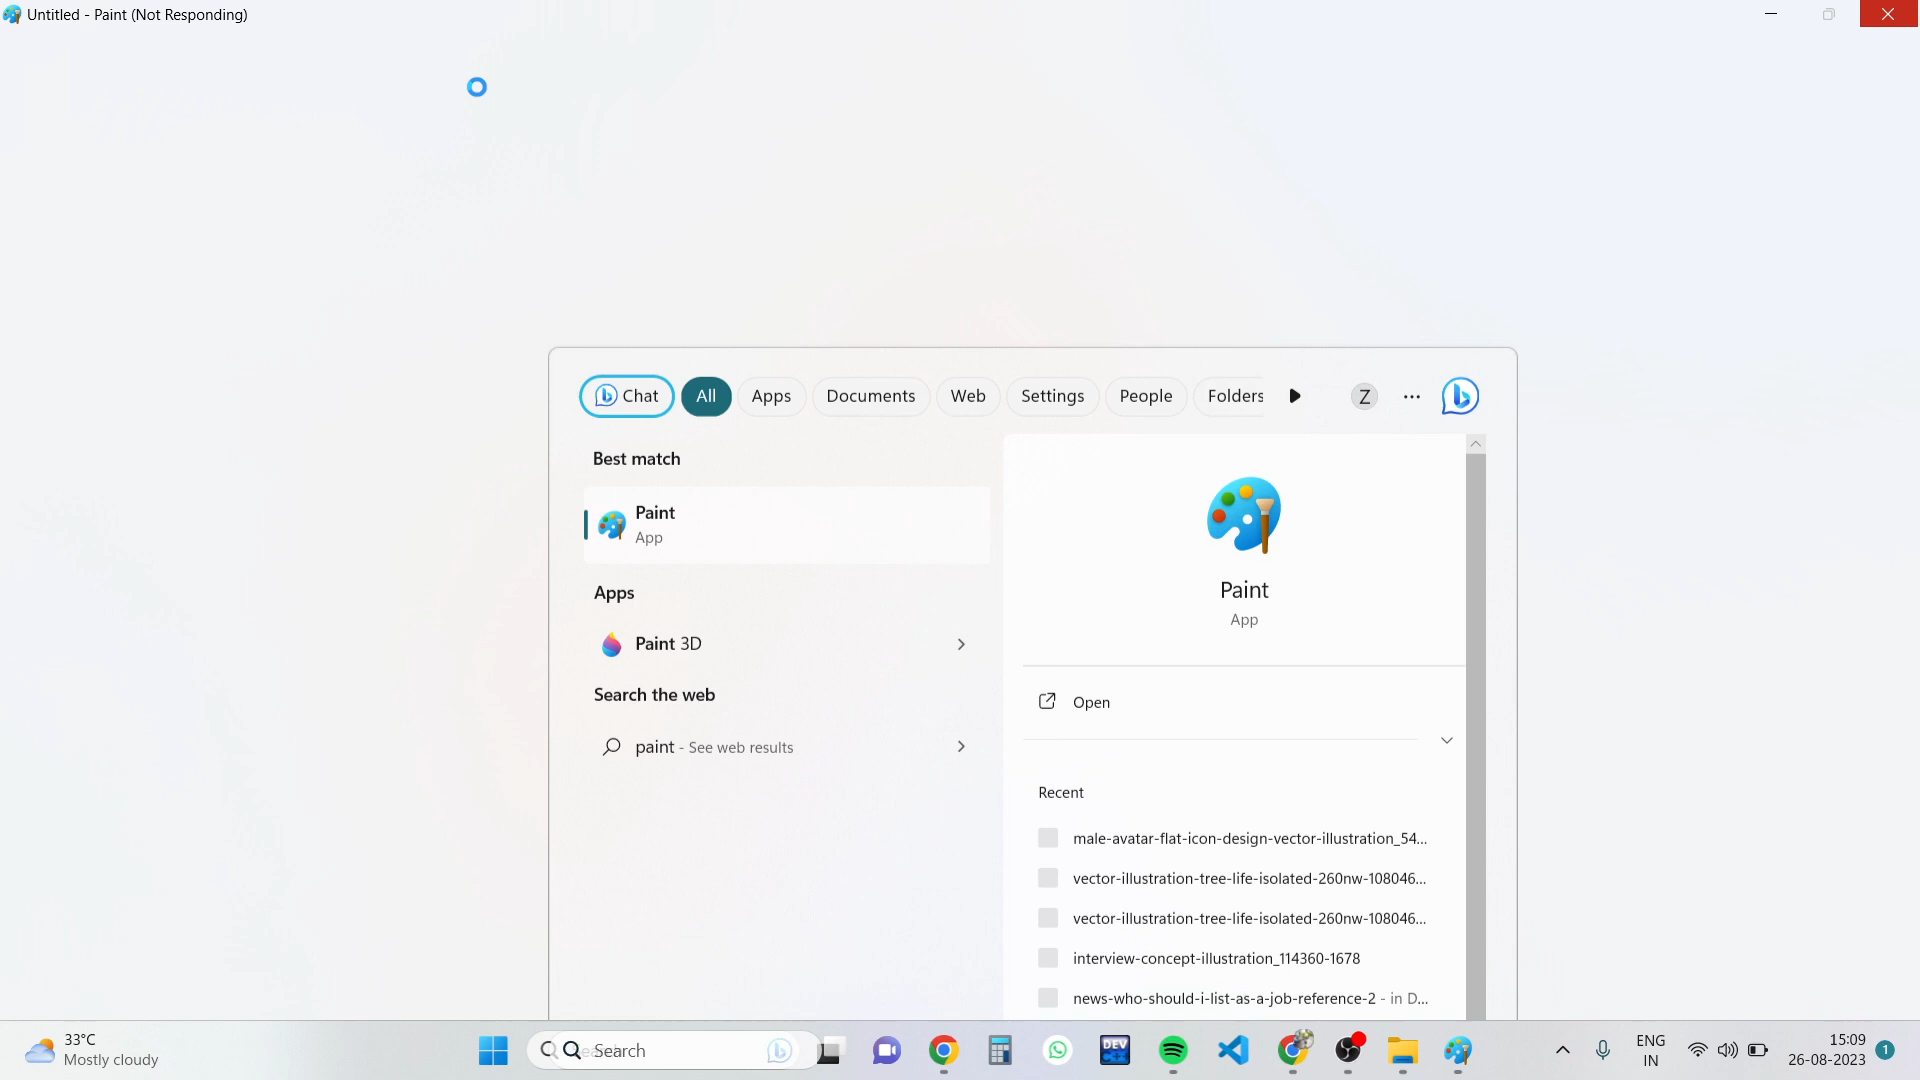 Untitled - Paint (Not Responding)
Chat
All
Apps
Documents
Web
Settings
People
Folders
Z
Best match
Paint
App
Apps
Paint 3D
Search the web
paint - See web results
Paint
App
Open
Recent
male-avatar-flat-icon-design-vector-illustration_54...
vector-illustration-tree-life-isolated-260nw-108046...
vector-illustration-tree-life-isolated-260nw-108046...
interview-concept-illustration_114360-1678
news-who-should-i-list-as-a-job-reference-2 - in D...
33°C
Mostly cloudy
Search
DEV
C++
ENG
IN
15:09
26-08-2023
1